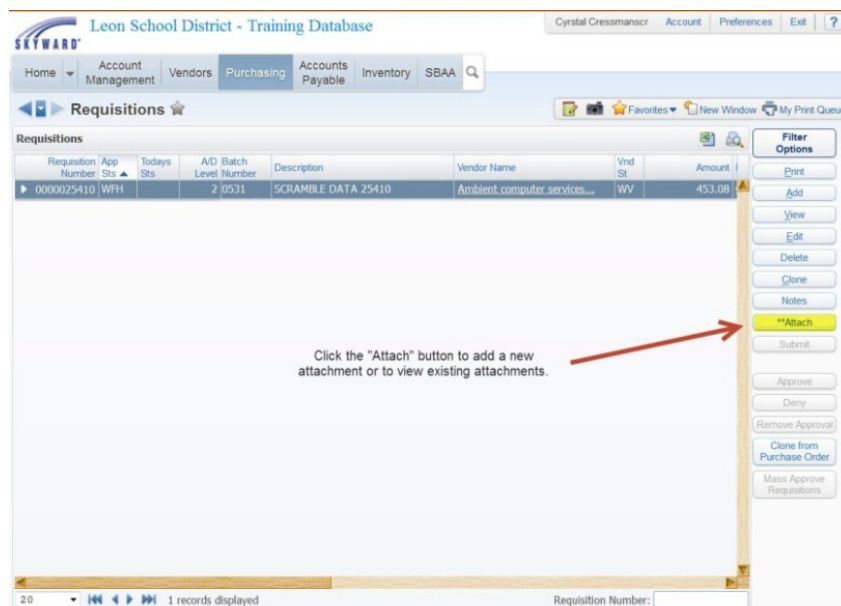 Leon School District - Training Database
Cyrstal Cressmanscr Account Preferences Exit ?
SKYWARD
Home Account Management Vendors Purchasing Accounts Payable Inventory SBAA
Requisitions
Favorites New Window My Print Queu
Requisitions
Requisition Number App Sts Todays Sts A/D Level Batch Number Description Vendor Name Vnd St Amount
0000025410 WFH 2 0531 SCRAMBLE DATA 25410 Ambient computer services... WV 453.08
Filter Options
Print
Add
View
Edit
Delete
Clone
Notes
**Attach
Submit
Approve
Deny
Remove Approval
Clone from
Purchase Order
Mass Approve
Requisitions
Click the "Attach" button to add a new
attachment or to view existing attachments.
20 1 records displayed Requisition Number: